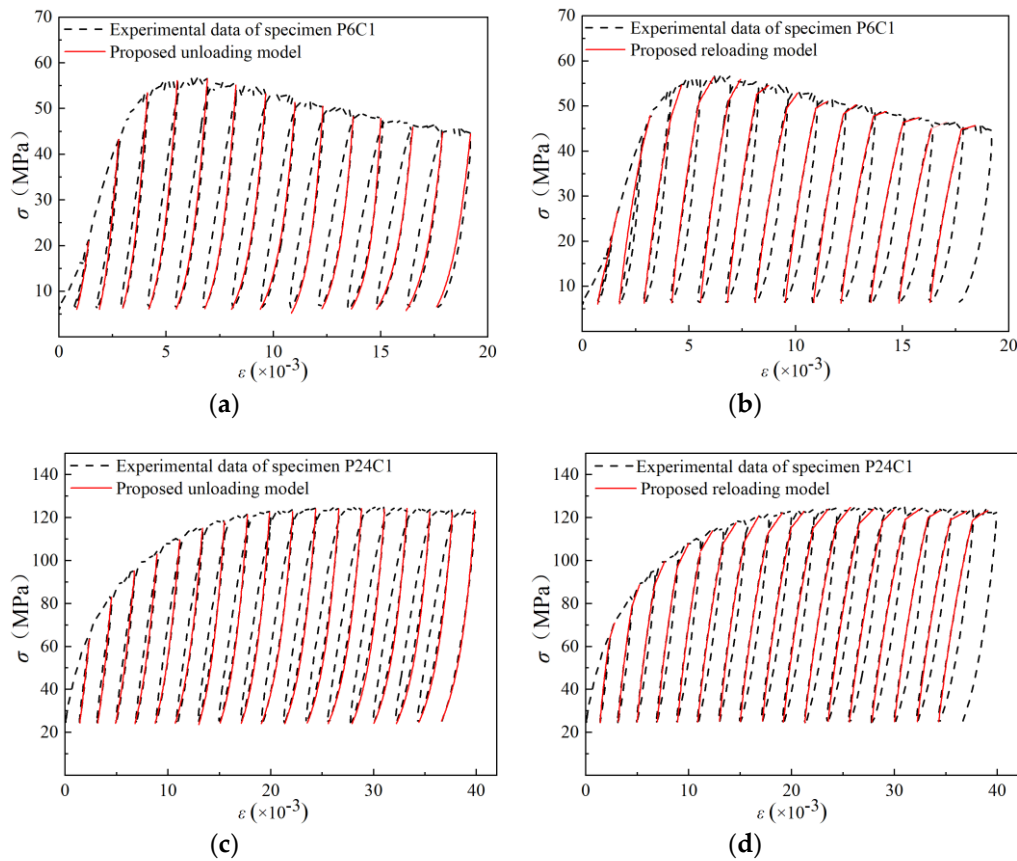 70
60
50
40
30
20
10
σ（MPa）
Experimental data of specimen P6C1
Proposed unloading model
0
5
10
15
20
ε (×10⁻³)
(a)
70
60
50
40
30
20
10
σ（MPa）
Experimental data of specimen P6C1
Proposed reloading model
0
5
10
15
20
ε (×10⁻³)
(b)
140
120
100
80
60
40
20
σ（MPa）
Experimental data of specimen P24C1
Proposed unloading model
0
10
20
30
40
ε (×10⁻³)
(c)
140
120
100
80
60
40
20
σ（MPa）
Experimental data of specimen P24C1
Proposed reloading model
0
10
20
30
40
ε (×10⁻³)
(d)